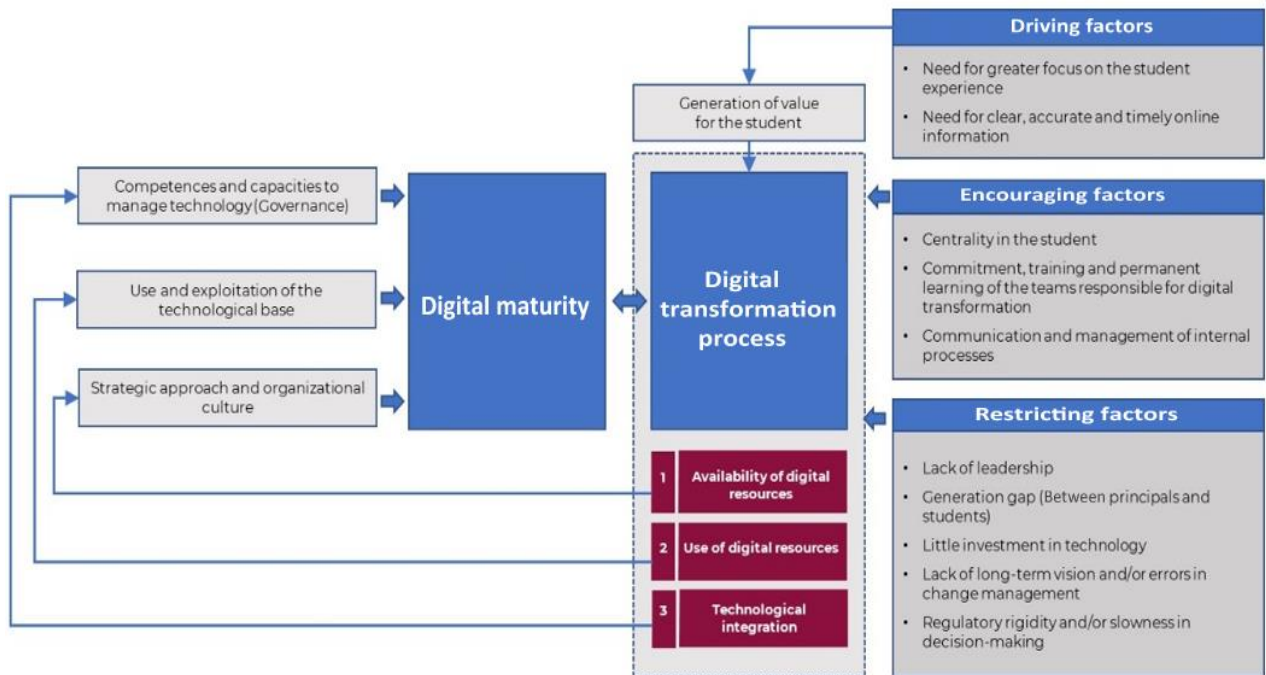 Driving factors
• Need for greater focus on the student
experience
• Need for clear, accurate and timely online
information
Generation of value
for the student
Competences and capacities to
manage technology (Governance)
Use and exploitation of the
technological base
Strategic approach and organizational
culture
Digital maturity
Digital
transformation
process
Encouraging factors
• Centrality in the student
• Commitment, training and permanent
learning of the teams responsible for digital
transformation
• Communication and management of internal
processes
Restricting factors
• Lack of leadership
• Generation gap (Between principals and
students)
• Little investment in technology
• Lack of long-term vision and/or errors in
change management
• Regulatory rigidity and/or slowness in
decision-making
1 Availability of digital
resources
2 Use of digital resources
3 Technological
integration